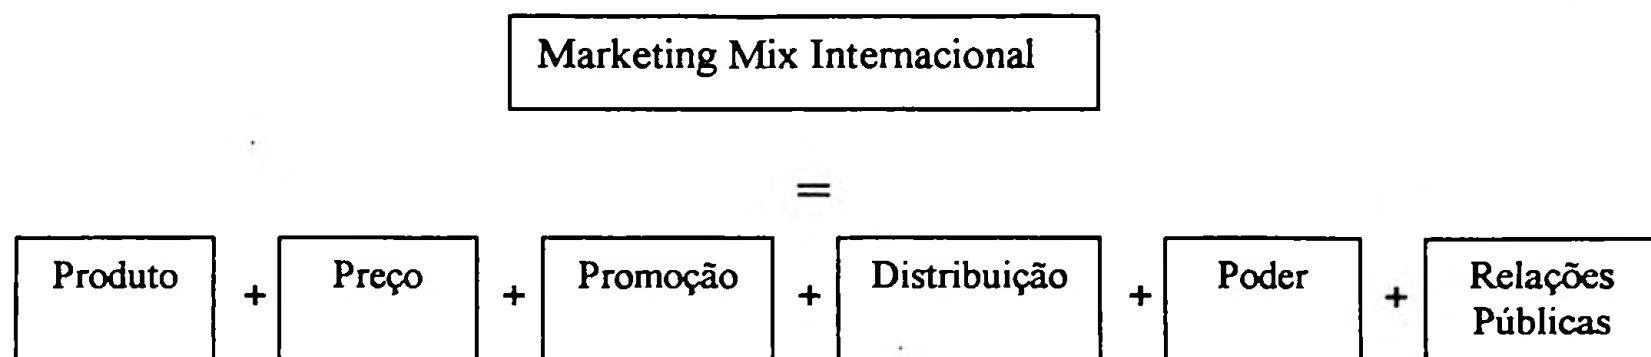 Marketing Mix Internacional
=
Produto + Preço + Promoção + Distribuição + Poder + Relações
Públicas